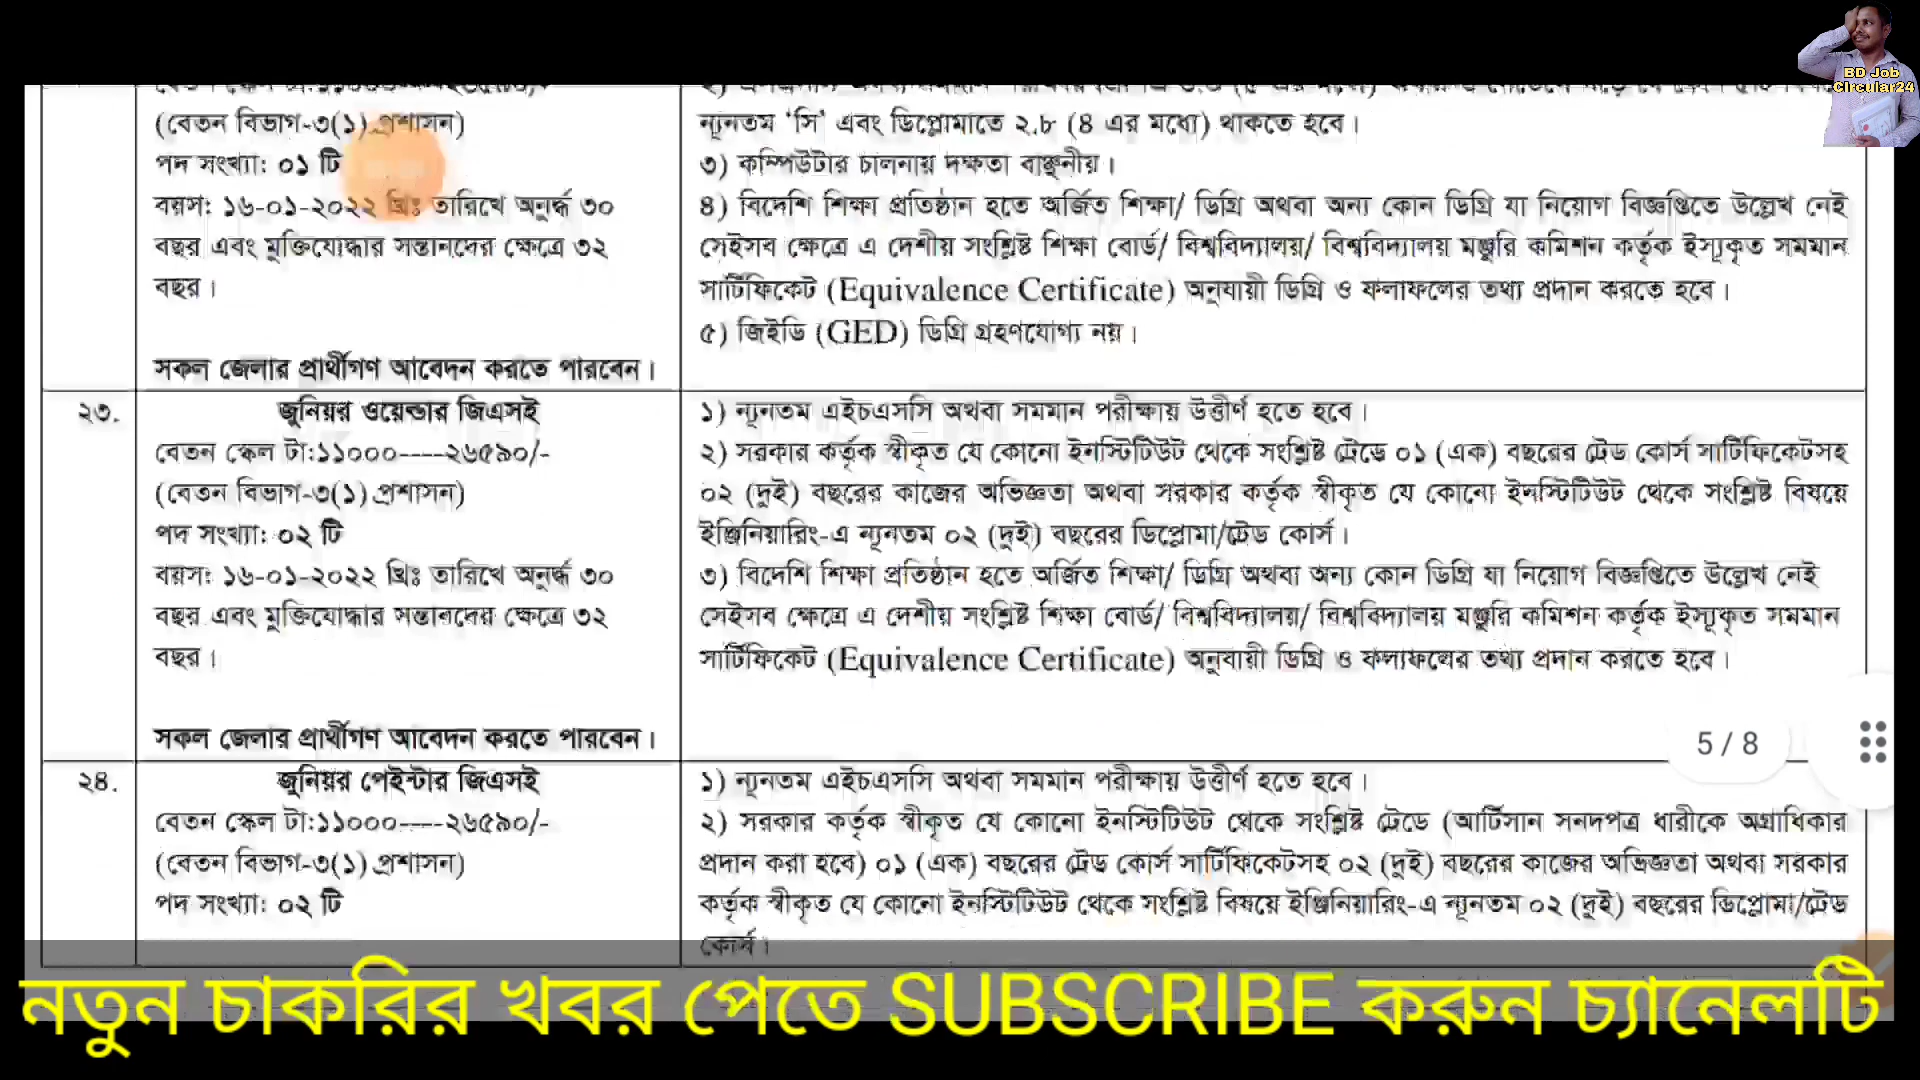 BD Job
Circular24
(বেতন বিভাগ-৩(১) প্রশাসন)
পদ সংখ্যা: ০১ টি
বয়স: ১৬-০১-২০২২ খ্রিঃ তারিখে অনুর্দ্ধ ৩০
বছর এবং মুক্তিযোদ্ধার সন্তানদের ক্ষেত্রে ৩২
বছর।
সকল জেলার প্রার্থীগণ আবেদন করতে পারবেন।
ন্যূনতম ‘সি’ এবং ডিপ্লোমাতে ২.৮ (৪ এর মধ্যে) থাকতে হবে।
৩) কম্পিউটার চালনায় দক্ষতা বাঞ্ছনীয়।
৪) বিদেশি শিক্ষা প্রতিষ্ঠান হতে অর্জিত শিক্ষা/ ডিগ্রি অথবা অন্য কোন ডিগ্রি যা নিয়োগ বিজ্ঞপ্তিতে উল্লেখ নেই
সেইসব ক্ষেত্রে এ দেশীয় সংশ্লিষ্ট শিক্ষা বোর্ড/ বিশ্ববিদ্যালয়/ বিশ্ববিদ্যালয় মঞ্জুরি কমিশন কর্তৃক ইস্যুকৃত সমমান
সার্টিফিকেট (Equivalence Certificate) অনুযায়ী ডিগ্রি ও ফলাফলের তথ্য প্রদান করতে হবে।
৫) জিইডি (GED) ডিগ্রি গ্রহণযোগ্য নয়।
২৩.
জুনিয়র ওয়েল্ডার জিএসই
বেতন স্কেল টা:১১০০০----২৬৫৯০/-
(বেতন বিভাগ-৩(১) প্রশাসন)
পদ সংখ্যা: ০২ টি
বয়স: ১৬-০১-২০২২ খ্রিঃ তারিখে অনুর্দ্ধ ৩০
বছর এবং মুক্তিযোদ্ধার সন্তানদের ক্ষেত্রে ৩২
বছর।
সকল জেলার প্রার্থীগণ আবেদন করতে পারবেন।
১) ন্যূনতম এইচএসসি অথবা সমমান পরীক্ষায় উত্তীর্ণ হতে হবে।
২) সরকার কর্তৃক স্বীকৃত যে কোনো ইনস্টিটিউট থেকে সংশ্লিষ্ট ট্রেডে ০১ (এক) বছরের ট্রেড কোর্স সার্টিফিকেটসহ
০২ (দুই) বছরের কাজের অভিজ্ঞতা অথবা সরকার কর্তৃক স্বীকৃত যে কোনো ইনস্টিটিউট থেকে সংশ্লিষ্ট বিষয়ে
ইঞ্জিনিয়ারিং-এ ন্যূনতম ০২ (দুই) বছরের ডিপ্লোমা/ট্রেড কোর্স।
৩) বিদেশি শিক্ষা প্রতিষ্ঠান হতে অর্জিত শিক্ষা/ ডিগ্রি অথবা অন্য কোন ডিগ্রি যা নিয়োগ বিজ্ঞপ্তিতে উল্লেখ নেই
সেইসব ক্ষেত্রে এ দেশীয় সংশ্লিষ্ট শিক্ষা বোর্ড/ বিশ্ববিদ্যালয়/ বিশ্ববিদ্যালয় মঞ্জুরি কমিশন কর্তৃক ইস্যুকৃত সমমান
সার্টিফিকেট (Equivalence Certificate) অনুযায়ী ডিগ্রি ও ফলাফলের তথ্য প্রদান করতে হবে।
5 / 8
২৪.
জুনিয়র পেইন্টার জিএসই
বেতন স্কেল টা:১১০০০----২৬৫৯০/-
(বেতন বিভাগ-৩(১) প্রশাসন)
পদ সংখ্যা: ০২ টি
১) ন্যূনতম এইচএসসি অথবা সমমান পরীক্ষায় উত্তীর্ণ হতে হবে।
২) সরকার কর্তৃক স্বীকৃত যে কোনো ইনস্টিটিউট থেকে সংশ্লিষ্ট ট্রেডে (আর্টিসান সনদপত্র ধারীকে অগ্রাধিকার
প্রদান করা হবে) ০১ (এক) বছরের ট্রেড কোর্স সার্টিফিকেটসহ ০২ (দুই) বছরের কাজের অভিজ্ঞতা অথবা সরকার
কর্তৃক স্বীকৃত যে কোনো ইনস্টিটিউট থেকে সংশ্লিষ্ট বিষয়ে ইঞ্জিনিয়ারিং-এ ন্যূনতম ০২ (দুই) বছরের ডিপ্লোমা/ট্রেড
কোর্স।
নতুন চাকরির খবর পেতে SUBSCRIBE করুন চ্যানেলটি